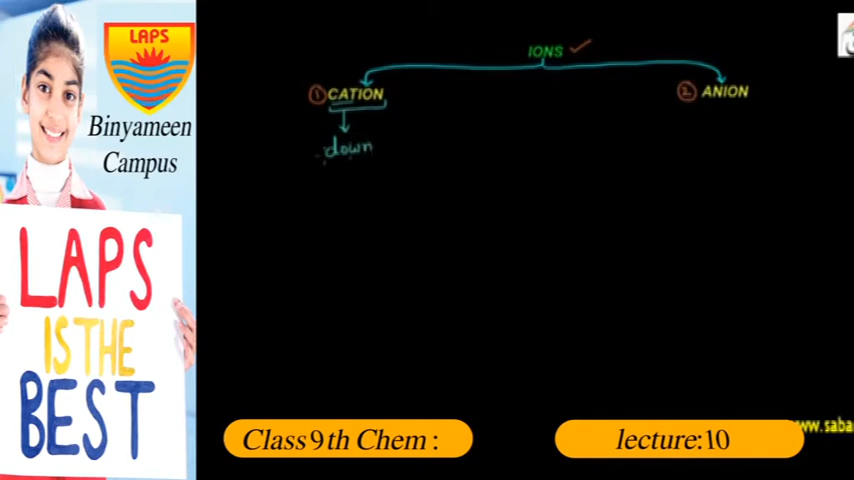 LAPS
Binyameen
Campus
LAPS
IS THE
BEST
IONS
① CATION
② ANION
down
Class 9th Chem :
lecture:10
www.saba